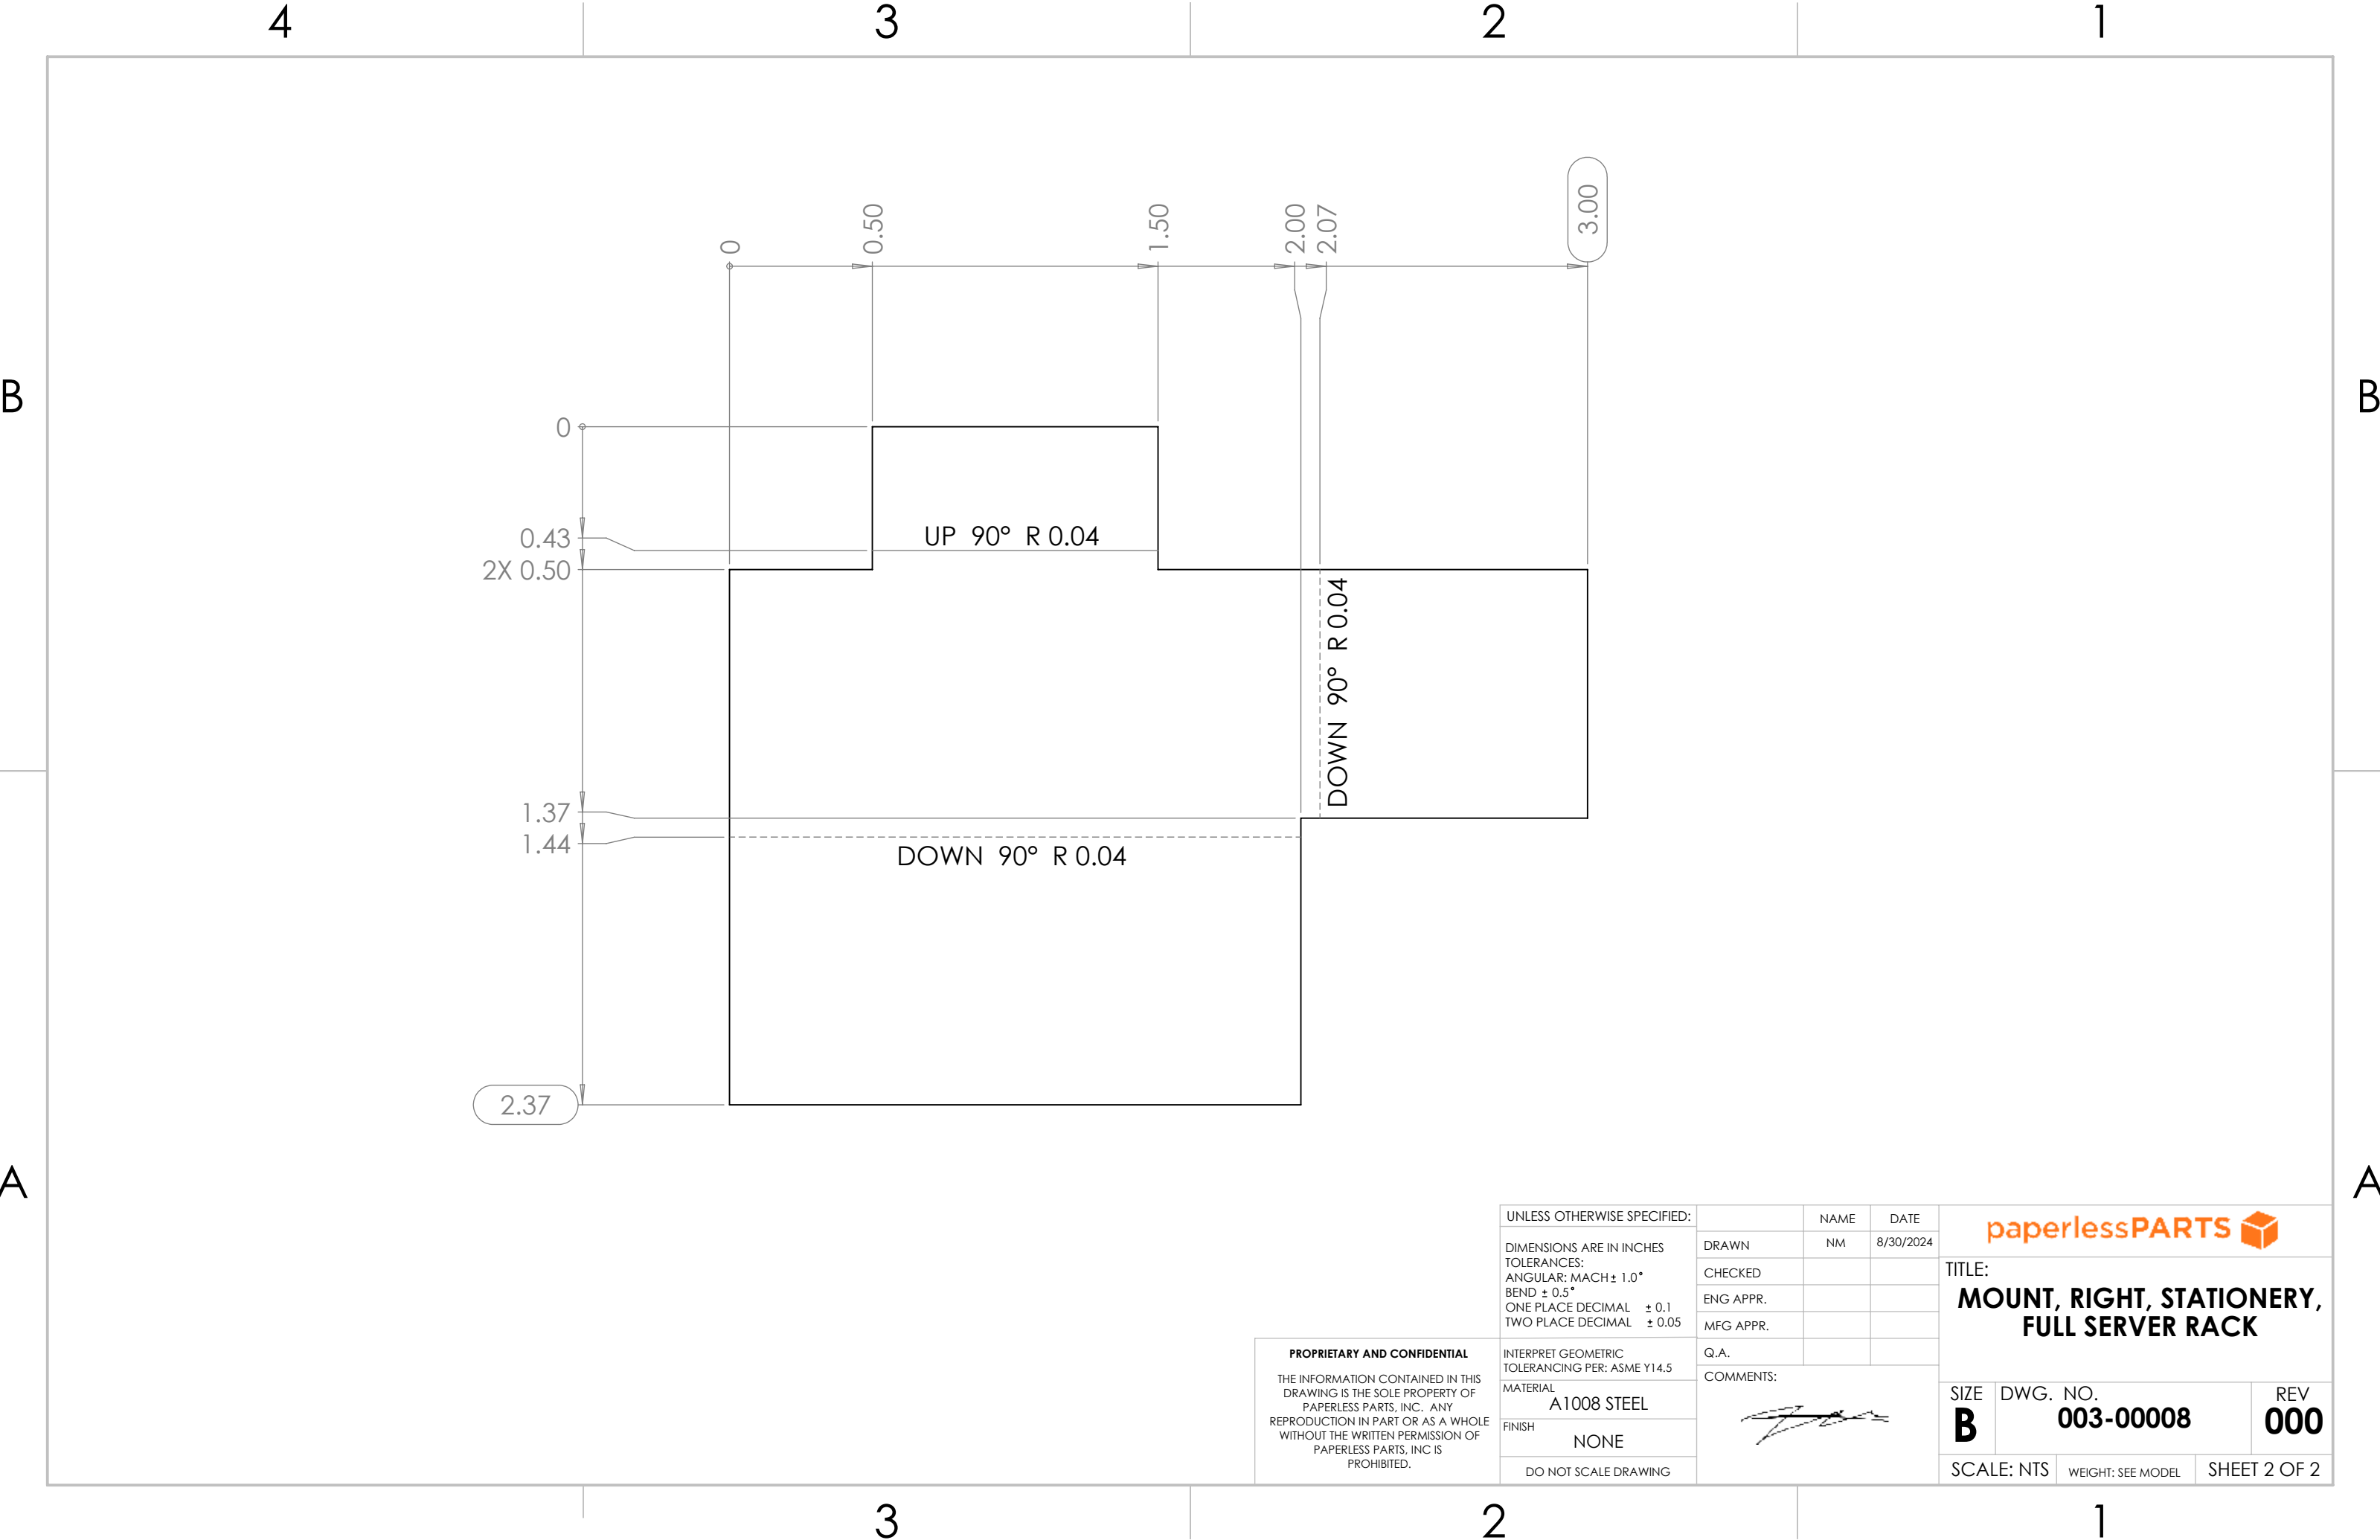 4
3
2
1
B
B
A
A
0
0.50
1.50
2.00
2.07
3.00
0
0.43
2X 0.50
1.37
1.44
2.37
UP 90° R 0.04
DOWN 90° R 0.04
DOWN 90° R 0.04
UNLESS OTHERWISE SPECIFIED:
DIMENSIONS ARE IN INCHES
TOLERANCES:
ANGULAR: MACH ± 1.0°
BEND ± 0.5°
ONE PLACE DECIMAL ± 0.1
TWO PLACE DECIMAL ± 0.05
INTERPRET GEOMETRIC
TOLERANCING PER: ASME Y14.5
MATERIAL
A1008 STEEL
FINISH
NONE
DO NOT SCALE DRAWING
PROPRIETARY AND CONFIDENTIAL
THE INFORMATION CONTAINED IN THIS
DRAWING IS THE SOLE PROPERTY OF
PAPERLESS PARTS, INC. ANY
REPRODUCTION IN PART OR AS A WHOLE
WITHOUT THE WRITTEN PERMISSION OF
PAPERLESS PARTS, INC IS
PROHIBITED.
NAME DATE
DRAWN NM 8/30/2024
CHECKED
ENG APPR.
MFG APPR.
Q.A.
COMMENTS:
paperlessPARTS
TITLE:
MOUNT, RIGHT, STATIONERY,
FULL SERVER RACK
SIZE DWG. NO. REV
B 003-00008 000
SCALE: NTS WEIGHT: SEE MODEL SHEET 2 OF 2
3
2
1